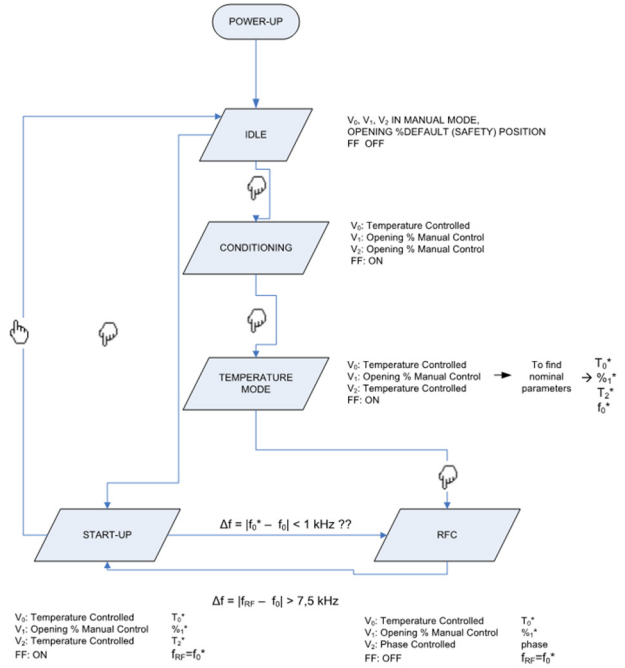 POWER-UP
IDLE
V₀, V₁, V₂ IN MANUAL MODE,
OPENING %DEFAULT (SAFETY) POSITION
FF OFF
CONDITIONING
V₀: Temperature Controlled
V₁: Opening % Manual Control
V₂: Opening % Manual Control
FF: ON
TEMPERATURE
MODE
V₀: Temperature Controlled
V₁: Opening % Manual Control
V₂: Temperature Controlled
FF: ON
To find
nominal
parameters
T₀*
%₁*
T₂*
f₀*
START-UP
Δf = |f₀* – f₀| < 1 kHz ??
RFC
Δf = |fRF – f₀| > 7,5 kHz
V₀: Temperature Controlled T₀*
V₁: Opening % Manual Control %₁*
V₂: Temperature Controlled T₂*
FF: ON fRF=f₀*
V₀: Temperature Controlled T₀*
V₁: Opening % Manual Control %₁*
V₂: Phase Controlled phase
FF: OFF fRF=f₀*